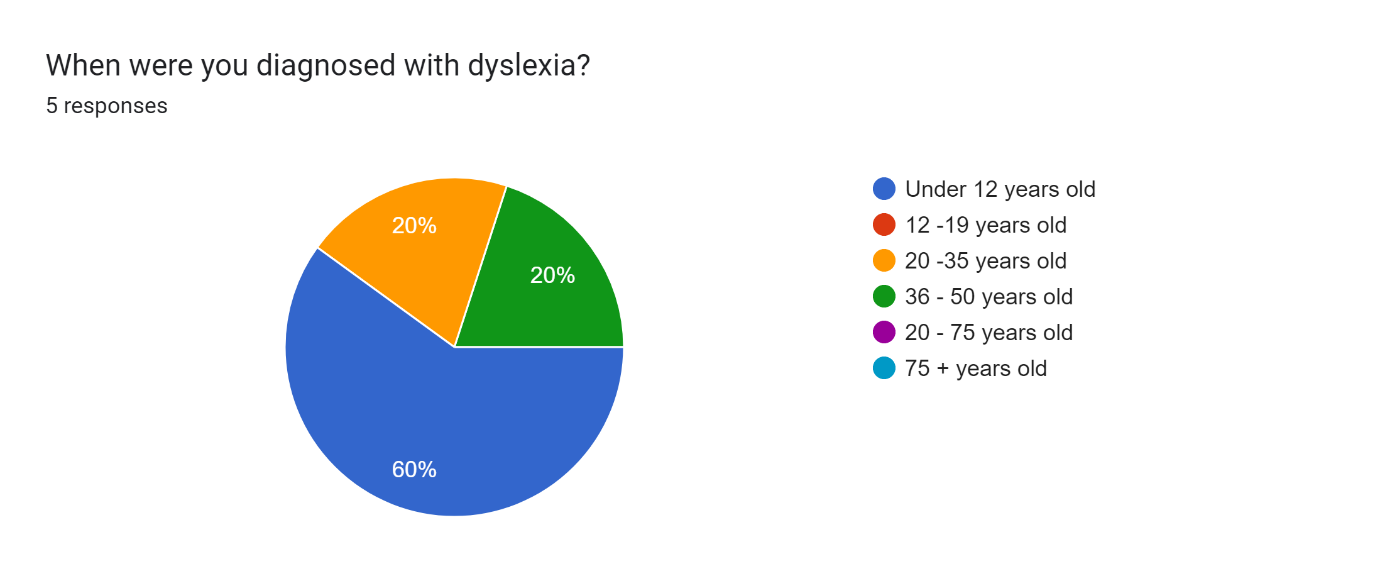 When were you diagnosed with dyslexia?
5 responses
20%
20%
60%
Under 12 years old
12 -19 years old
20 -35 years old
36 - 50 years old
20 - 75 years old
75 + years old